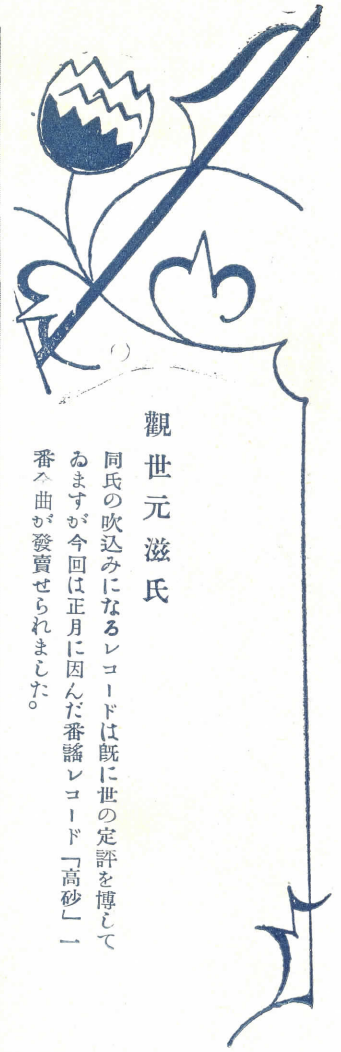 觀世元滋氏
同氏の吹込みになるレコードは既に世の定評を博して
ゐますが今回は正月に因んだ番謠レコード「高砂」一
番全曲が發賣せられました。